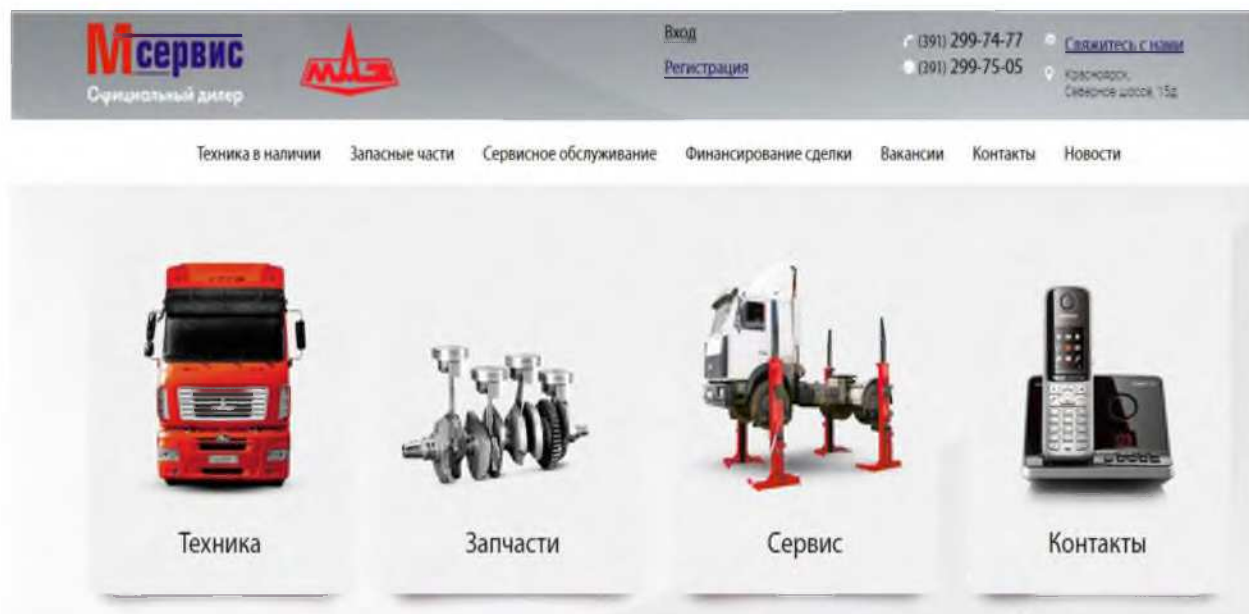 Мсервис
Официальный дилер
МАЗ
Вход
Регистрация
(391) 299-74-77
(391) 299-75-05
Свяжитесь с нами
Красноярск,
Северное шоссе, 15д
Техника в наличии
Запасные части
Сервисное обслуживание
Финансирование сделки
Вакансии
Контакты
Новости
Техника
Запчасти
Сервис
Контакты